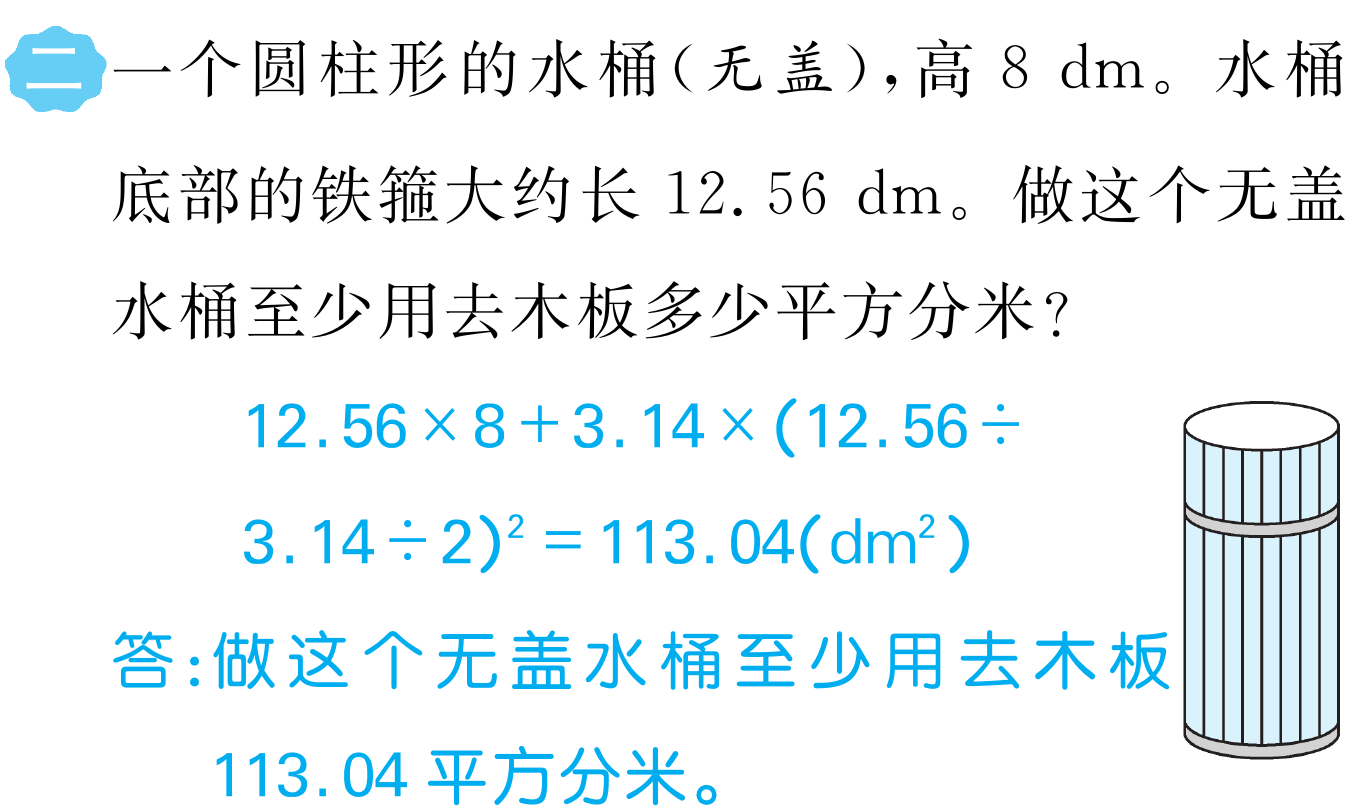 二 一个圆柱形的水桶(无盖),高 8 dm。水桶
底部的铁箍大约长 12.56 dm。做这个无盖
水桶至少用去木板多少平方分米?
12.56×8+3.14×(12.56÷
3.14÷2)²=113.04(dm²)
答:做这个无盖水桶至少用去木板
113.04 平方分米。